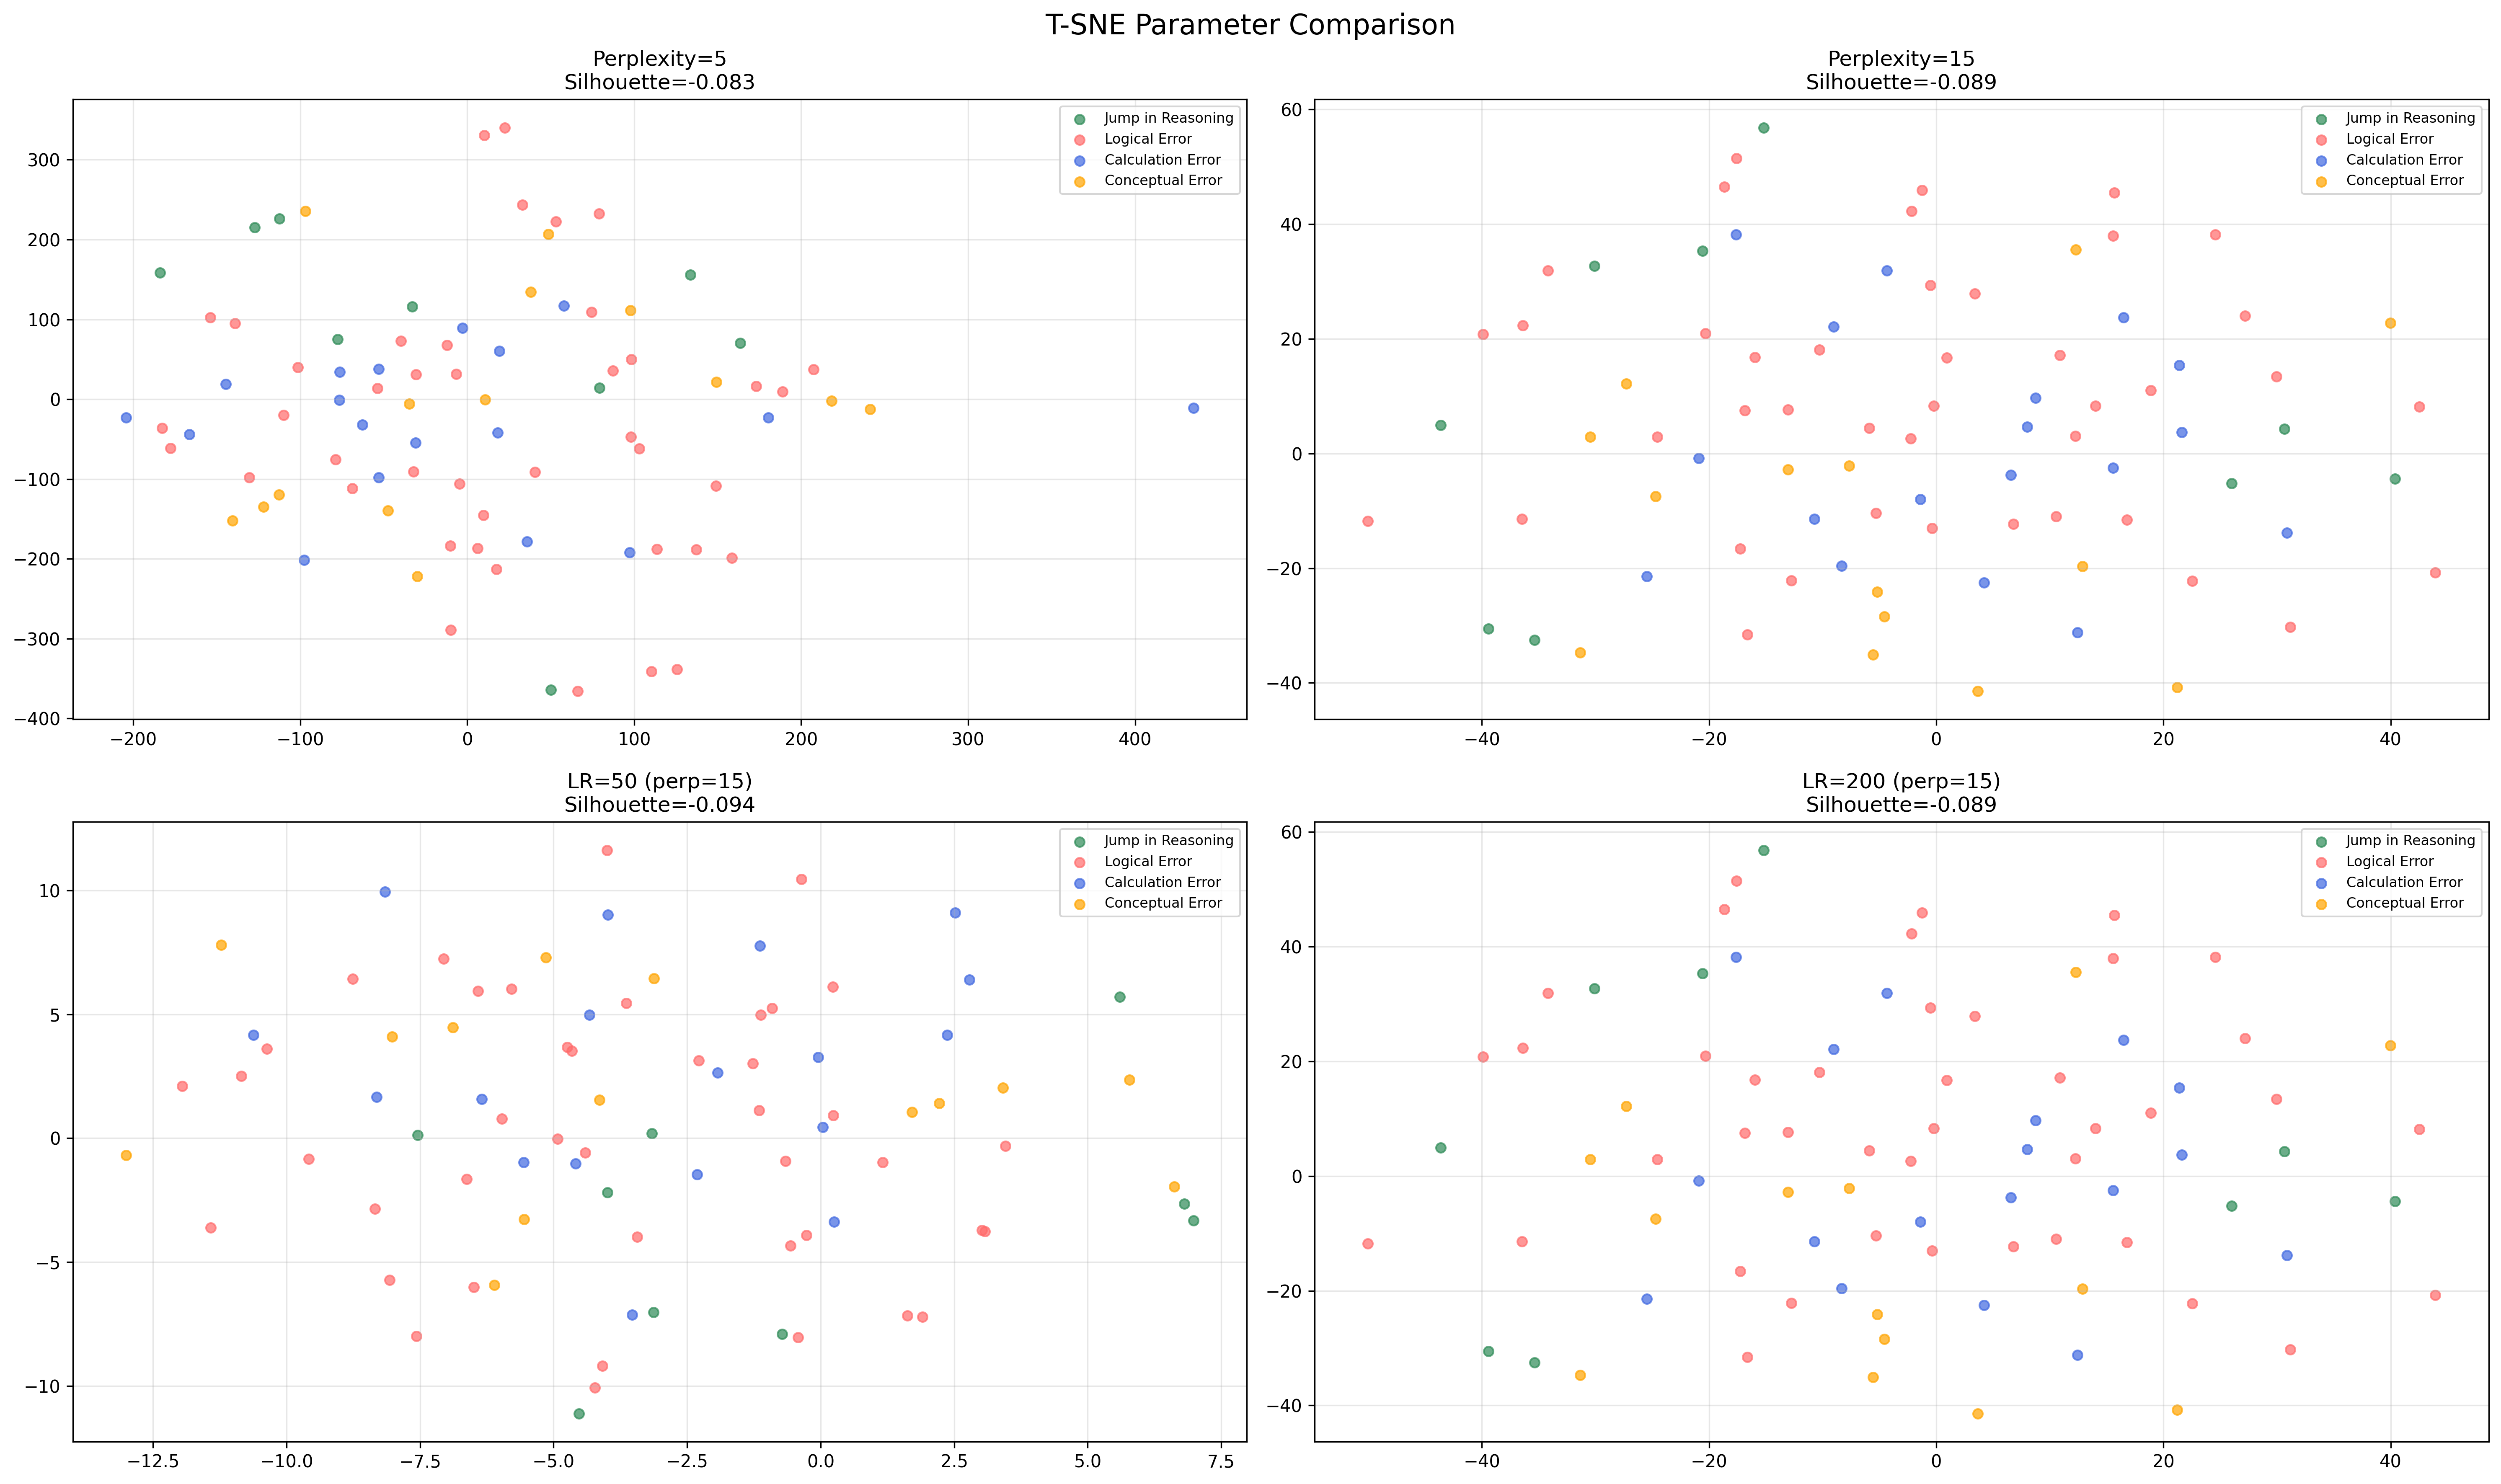 T-SNE Parameter Comparison
Perplexity=5
Silhouette=-0.083
Jump in Reasoning
Logical Error
Calculation Error
Conceptual Error
300
200
100
0
−100
−200
−300
−400
−200
−100
0
100
200
300
400
Perplexity=15
Silhouette=-0.089
Jump in Reasoning
Logical Error
Calculation Error
Conceptual Error
60
40
20
0
−20
−40
−40
−20
0
20
40
LR=50 (perp=15)
Silhouette=-0.094
Jump in Reasoning
Logical Error
Calculation Error
Conceptual Error
10
5
0
−5
−10
−12.5
−10.0
−7.5
−5.0
−2.5
0.0
2.5
5.0
7.5
LR=200 (perp=15)
Silhouette=-0.089
Jump in Reasoning
Logical Error
Calculation Error
Conceptual Error
60
40
20
0
−20
−40
−40
−20
0
20
40